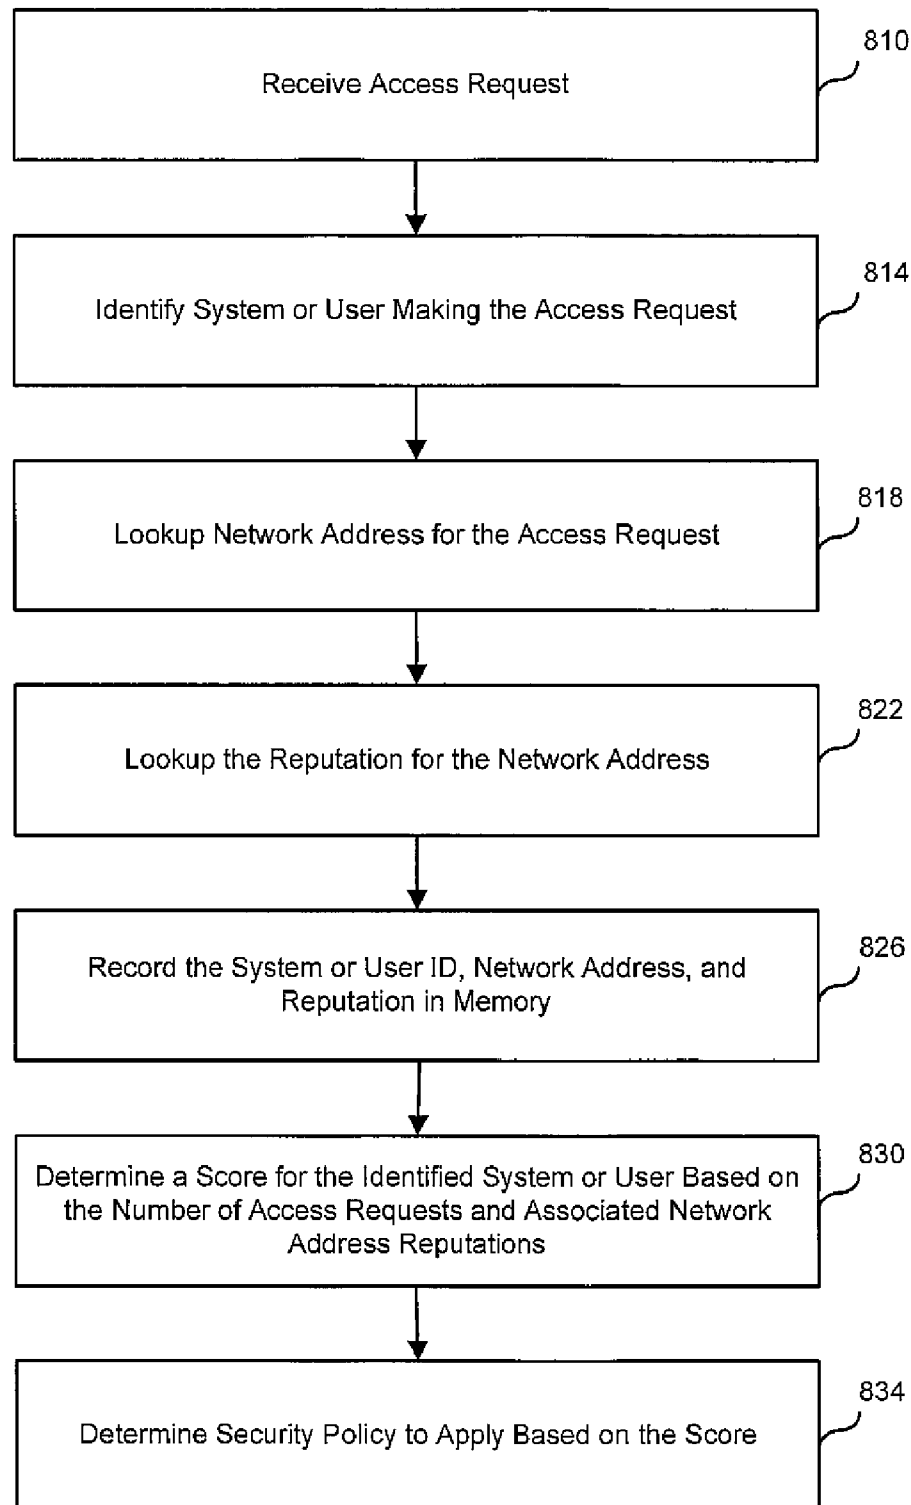 810
Receive Access Request
814
Identify System or User Making the Access Request
818
Lookup Network Address for the Access Request
822
Lookup the Reputation for the Network Address
826
Record the System or User ID, Network Address, and
Reputation in Memory
830
Determine a Score for the Identified System or User Based on
the Number of Access Requests and Associated Network
Address Reputations
834
Determine Security Policy to Apply Based on the Score